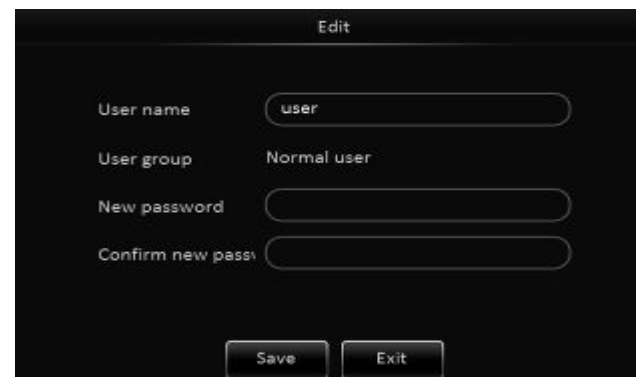 Edit
User name user
User group Normal user
New password
Confirm new pass
Save Exit